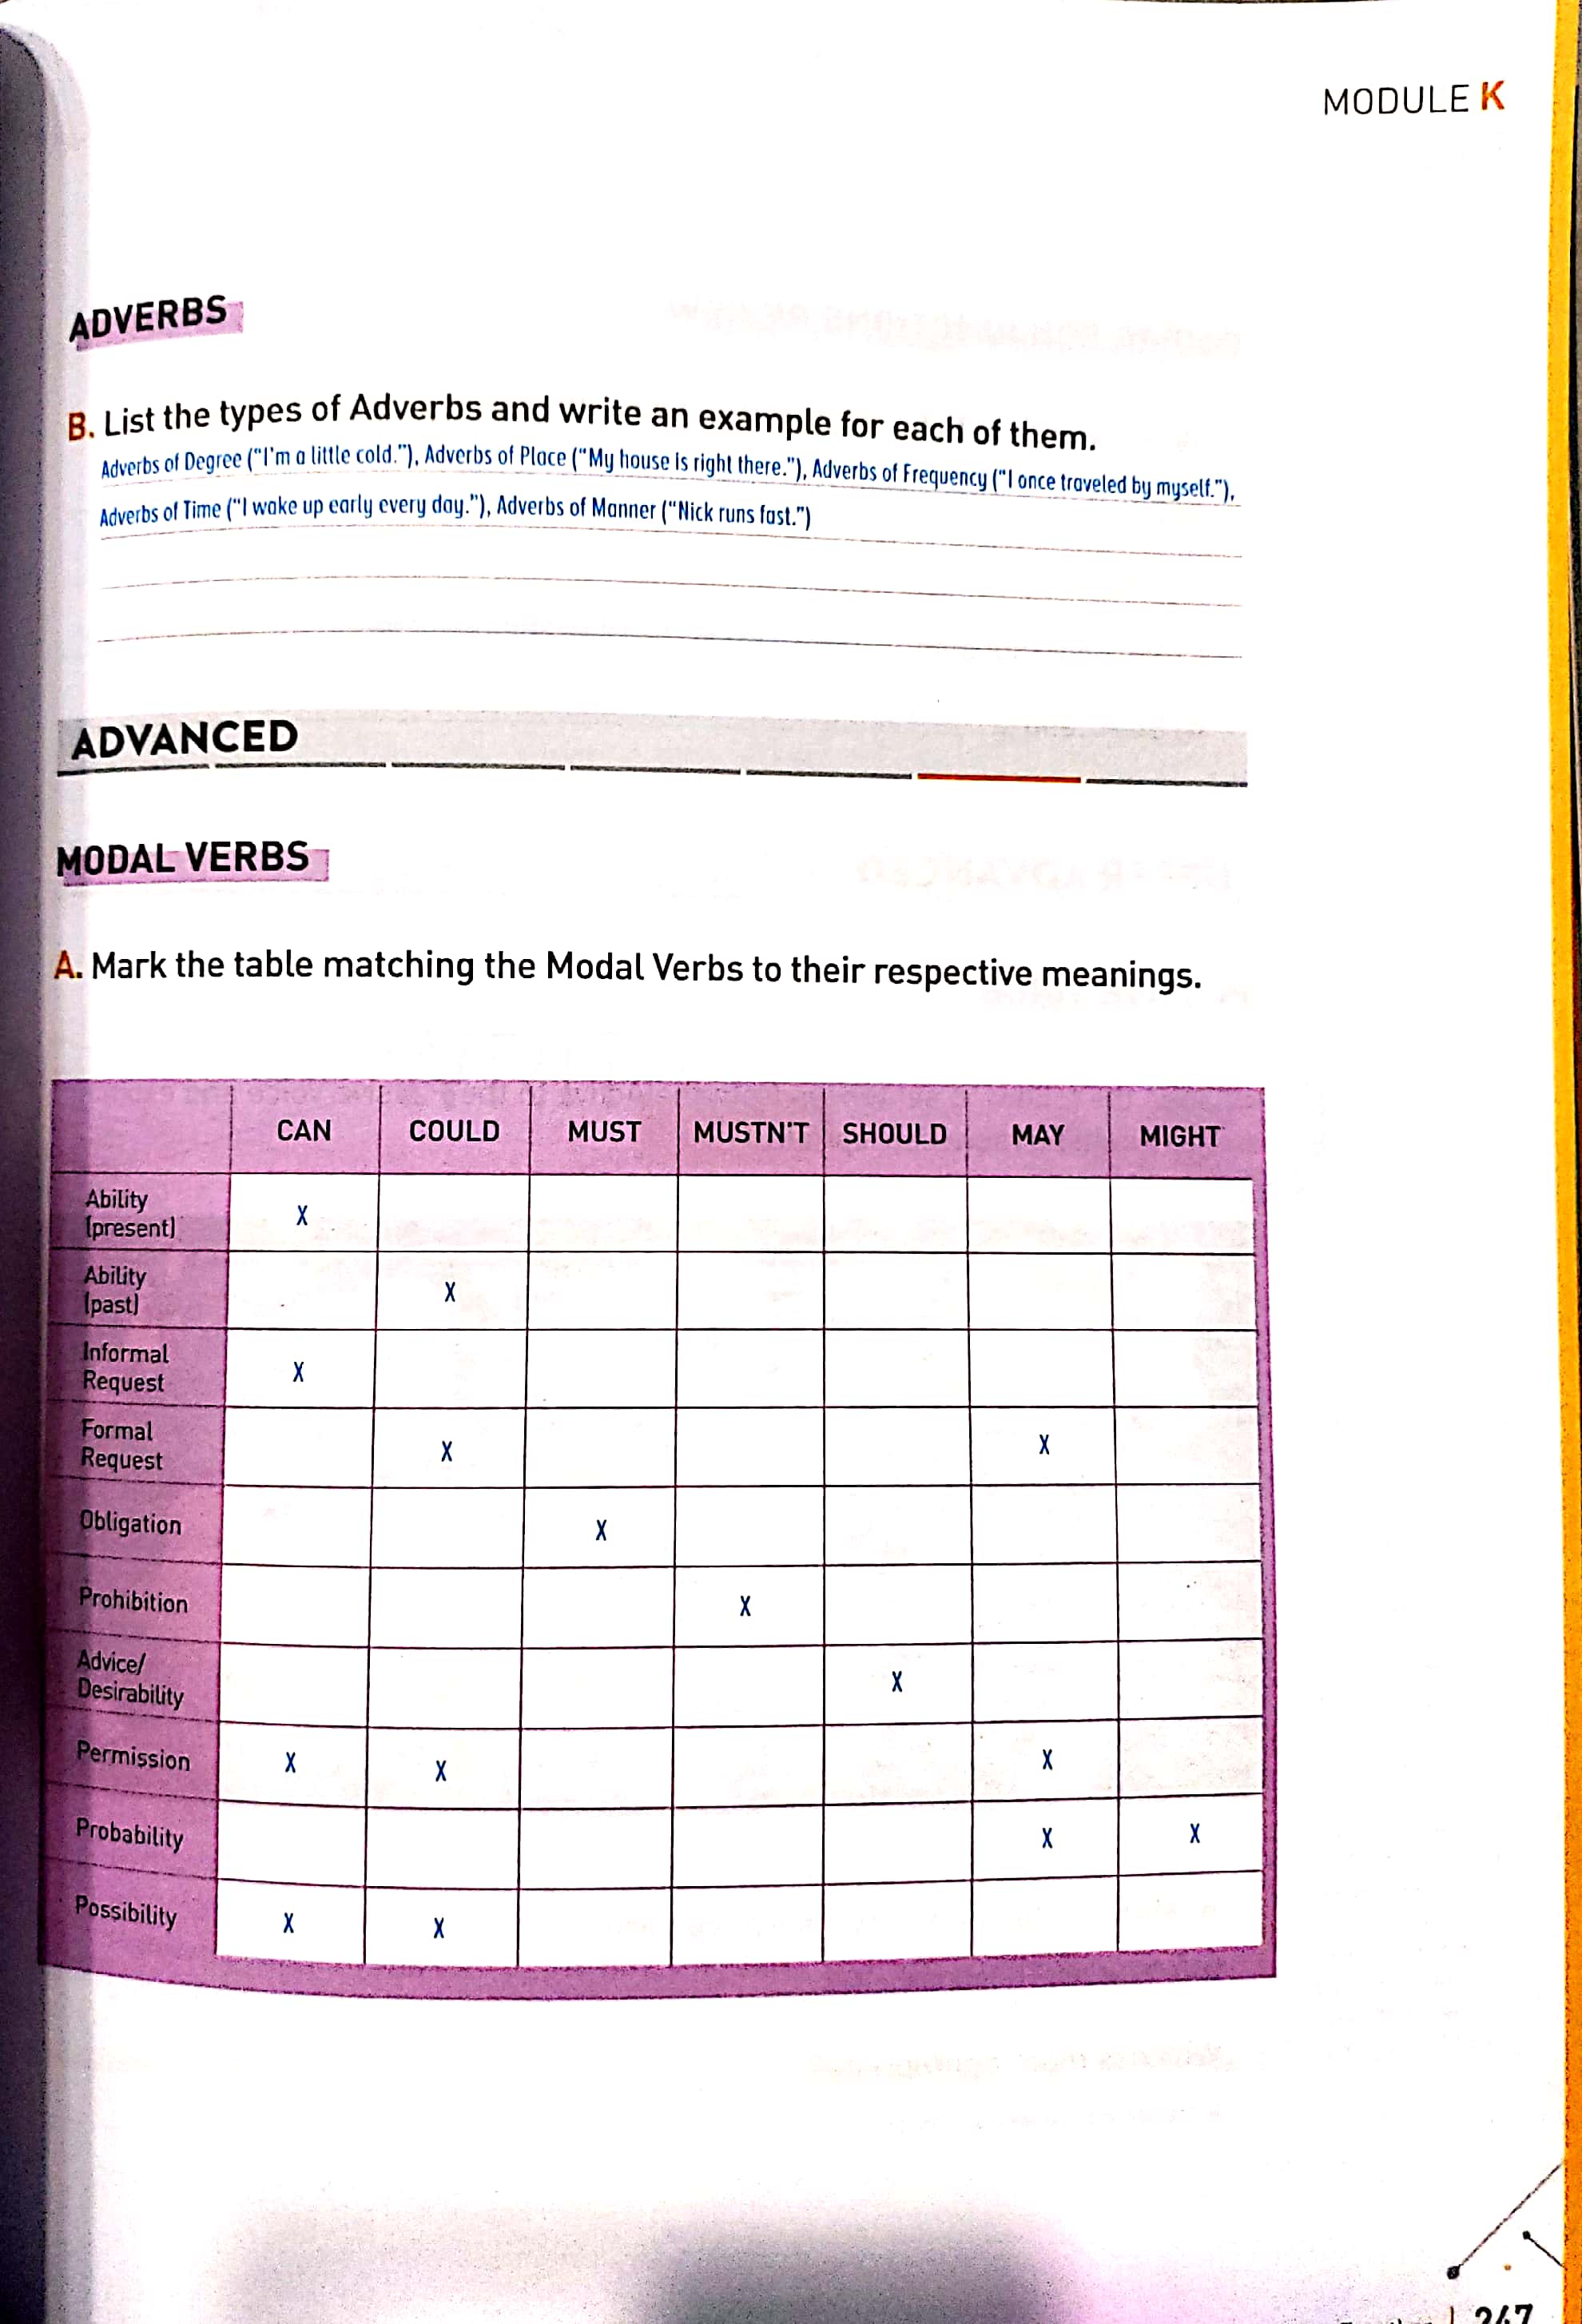 MODULE K
ADVERBS
B. List the types of Adverbs and write an example for each of them.
Adverbs of Degree ("I'm a little cold."), Adverbs of Place ("My house is right there."), Adverbs of Frequency ("I once traveled by myself."),
Adverbs of Time ("I wake up early every day."), Adverbs of Manner ("Nick runs fast.")
ADVANCED
MODAL VERBS
A. Mark the table matching the Modal Verbs to their respective meanings.
CAN COULD MUST MUSTN'T SHOULD MAY MIGHT
Ability
(present) X
Ability
(past) X
Informal
Request X
Formal
Request X X
Obligation X
Prohibition X
Advice/
Desirability X
Permission X X X
Probability X X
Possibility X X
247